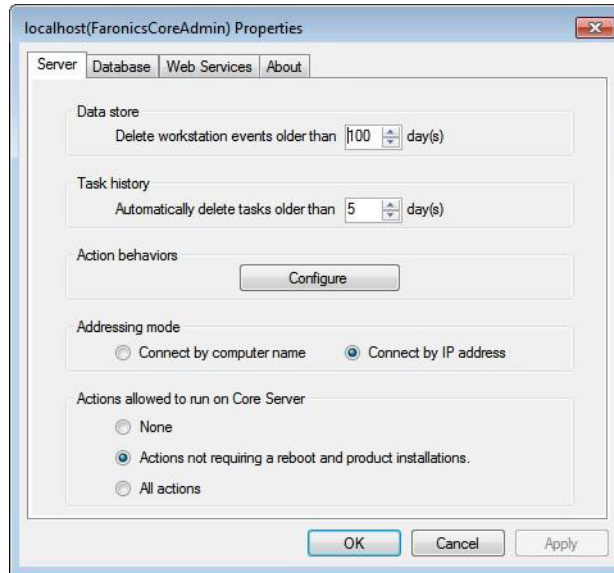 localhost(FaronicsCoreAdmin) Properties
Server Database Web Services About
Data store
Delete workstation events older than 100 day(s)
Task history
Automatically delete tasks older than 5 day(s)
Action behaviors
Configure
Addressing mode
Connect by computer name Connect by IP address
Actions allowed to run on Core Server
None
Actions not requiring a reboot and product installations.
All actions
OK Cancel Apply